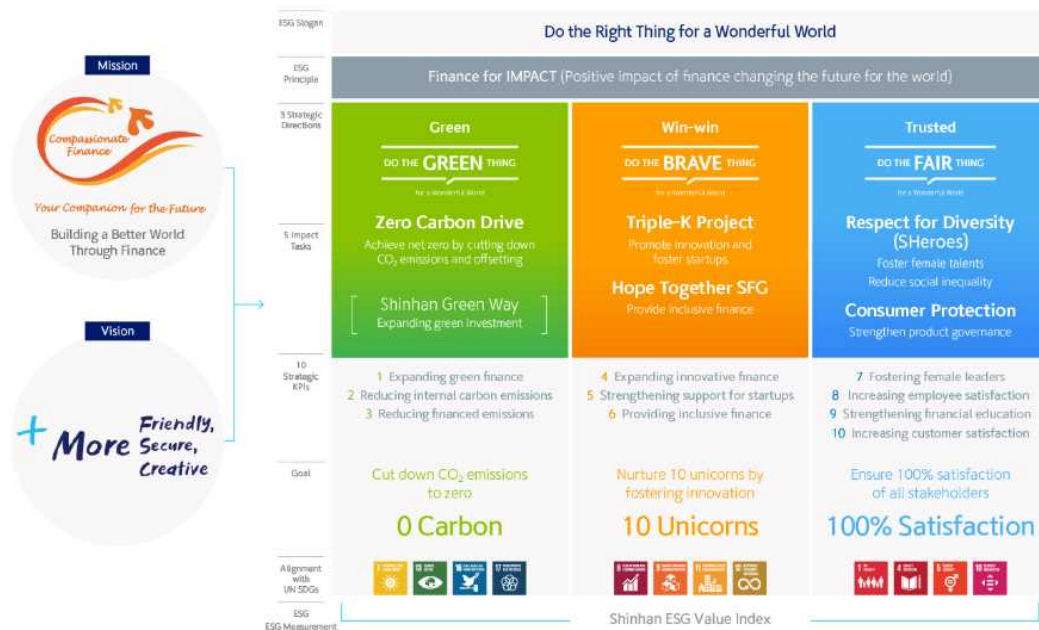 Mission
Compassionate
Finance
Your Companion for the Future
Building a Better World
Through Finance
Vision
+ More Friendly,
Secure,
Creative
ESG Slogan
Do the Right Thing for a Wonderful World
ESG
Principle
Finance for IMPACT (Positive impact of finance changing the future for the world)
3 Strategic
Directions
Green
DO THE GREEN THING
for a Wonderful World
Win-win
DO THE BRAVE THING
for a Wonderful World
Trusted
DO THE FAIR THING
for a Wonderful World
5 Impact
Tasks
Zero Carbon Drive
Achieve net zero by cutting down
CO₂ emissions and offsetting
Shinhan Green Way
Expanding green investment
Triple-K Project
Promote innovation and
foster startups
Hope Together SFG
Provide inclusive finance
Respect for Diversity
(SHeroes)
Foster female talents
Reduce social inequality
Consumer Protection
Strengthen product governance
10
Strategic
KPIs
1 Expanding green finance
2 Reducing internal carbon emissions
3 Reducing financed emissions
4 Expanding innovative finance
5 Strengthening support for startups
6 Providing inclusive finance
7 Fostering female leaders
8 Increasing employee satisfaction
9 Strengthening financial education
10 Increasing customer satisfaction
Goal
Cut down CO₂ emissions
to zero
0 Carbon
Nurture 10 unicorns by
fostering innovation
10 Unicorns
Ensure 100% satisfaction
of all stakeholders
100% Satisfaction
Alignment
with
UN SDGs
ESG
ESG Measurement
Shinhan ESG Value Index